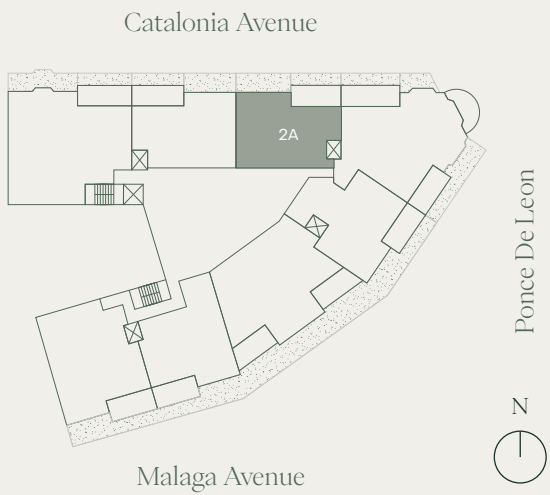 Catalonia Avenue
2A
Ponce De Leon
N
Malaga Avenue